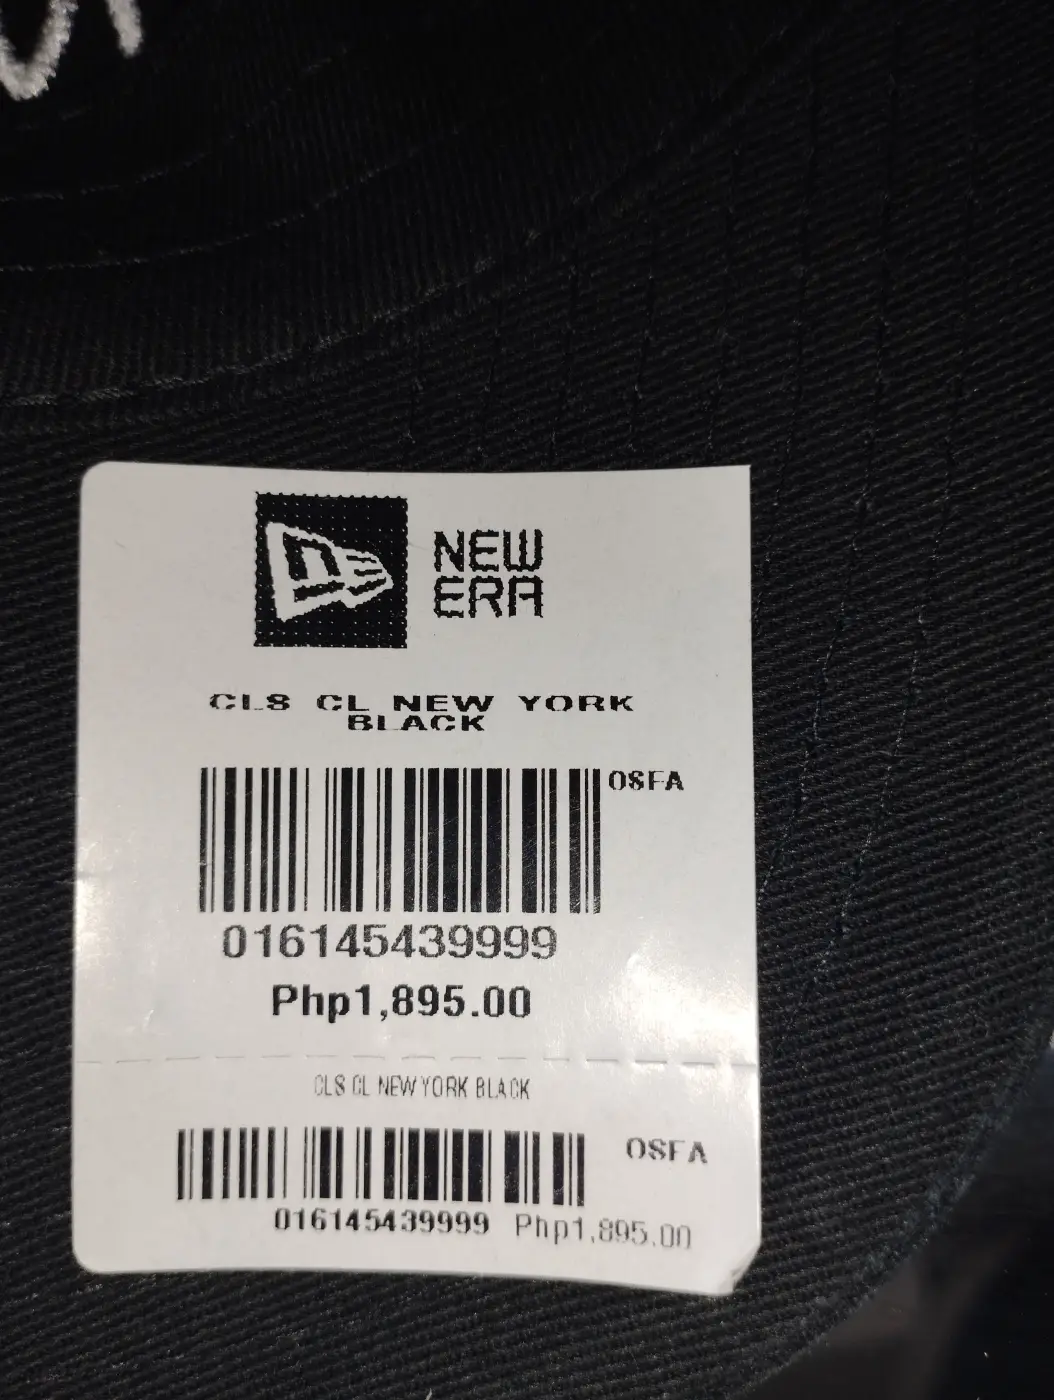 NEW
ERA
CLS CL NEW YORK
BLACK
OSFA
016145439999
Php1,895.00
CLS CL NEW YORK BLACK
OSFA
016145439999 Php1,895.00